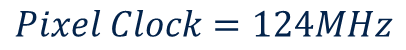 Pixel Clock = 124MHz